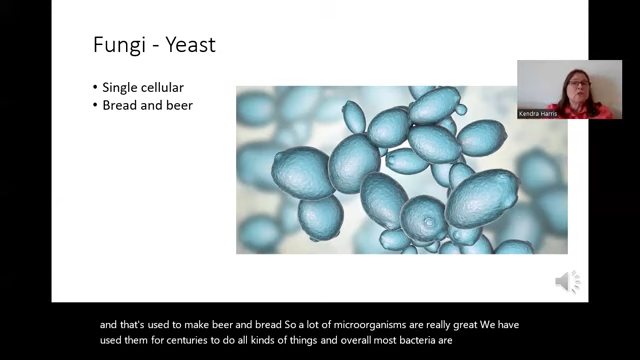 Fungi - Yeast
• Single cellular
• Bread and beer
Kendra Harris
and that's used to make beer and bread So a lot of microorganisms are really great We have
used them for centuries to do all kinds of things and overall most bacteria are